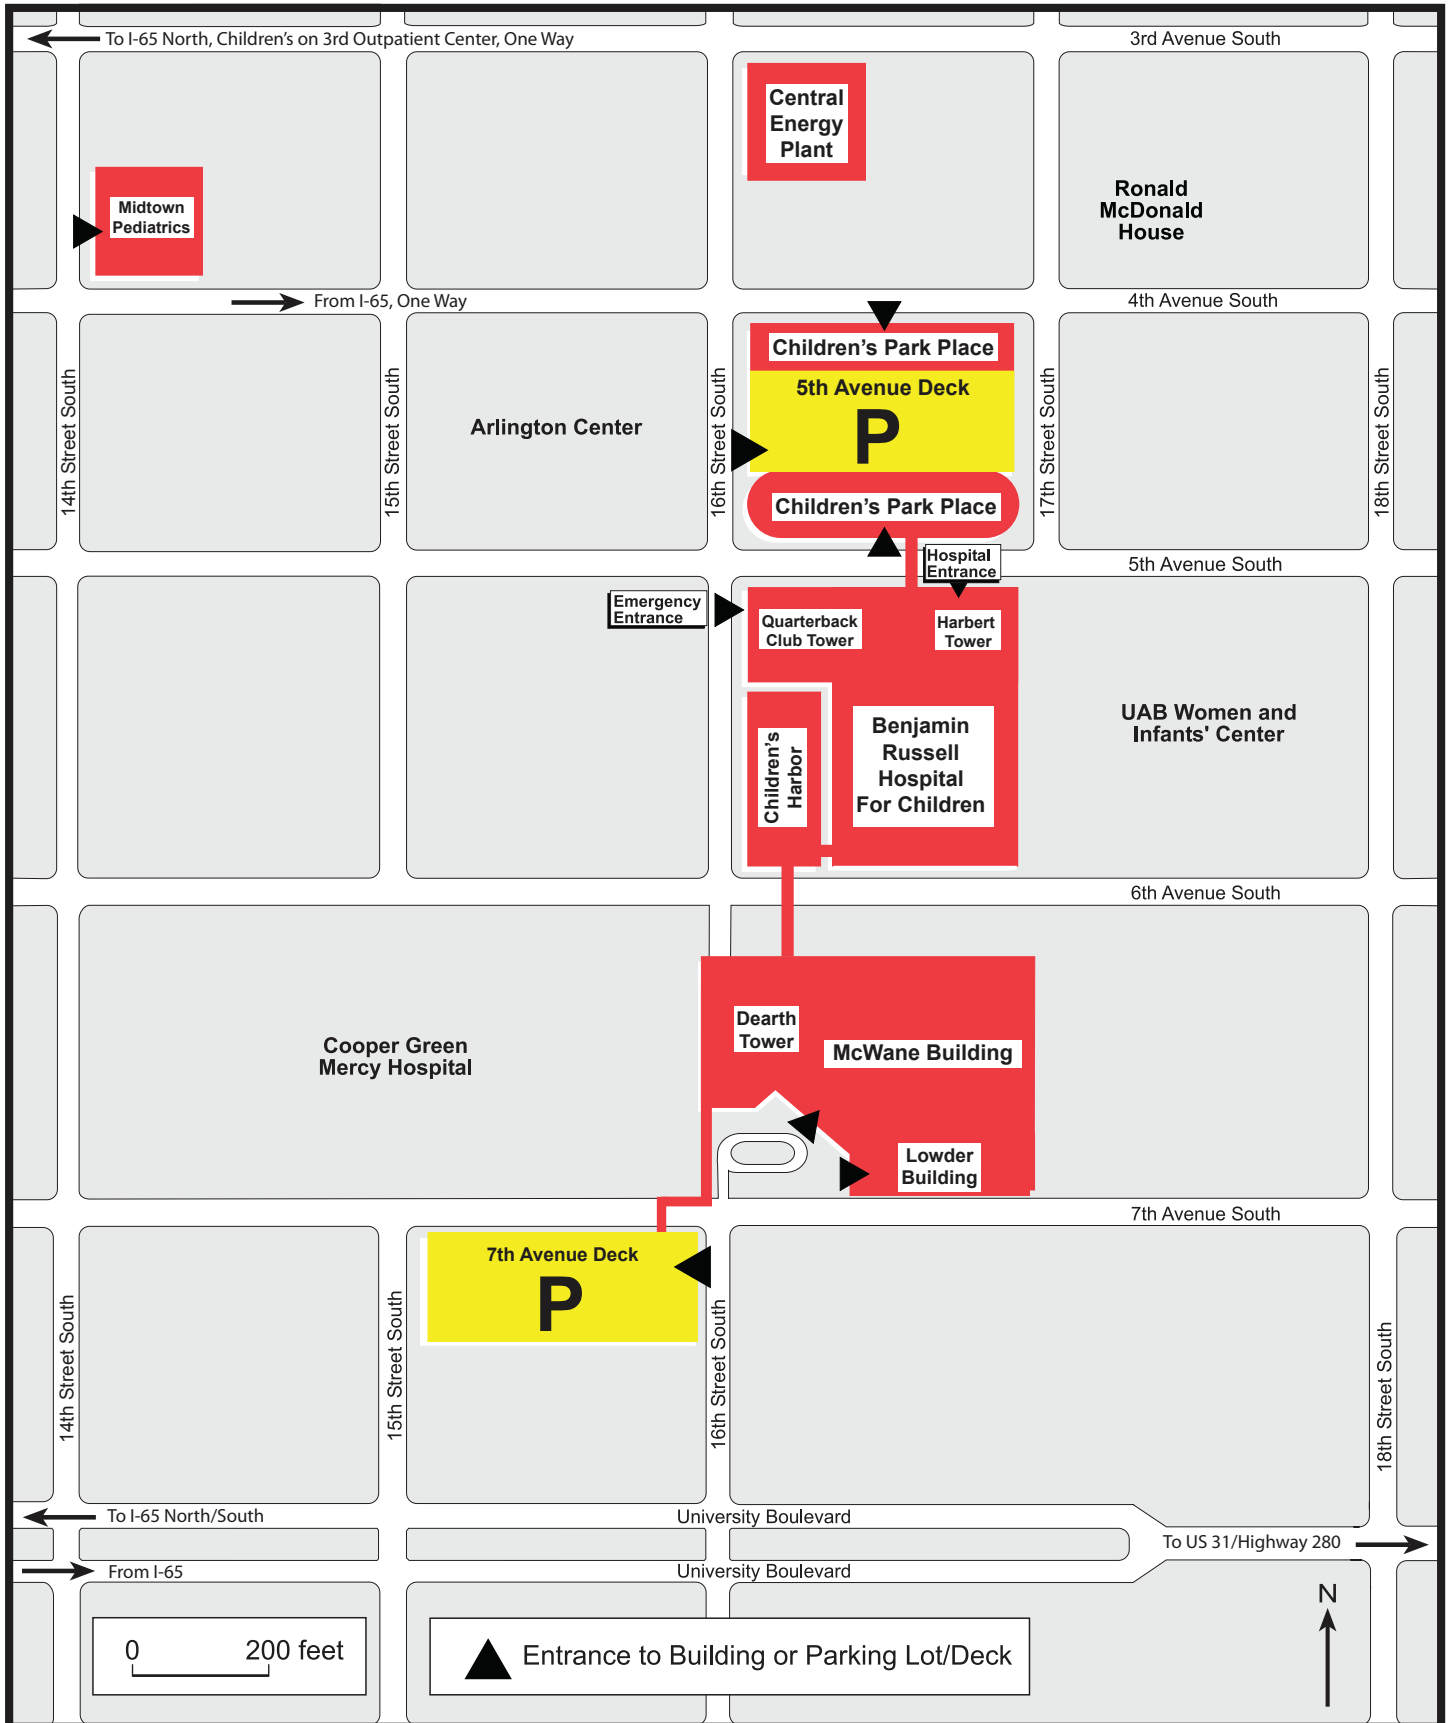 To I-65 North, Children's on 3rd Outpatient Center, One Way
3rd Avenue South
Central
Energy
Plant
Ronald
McDonald
House
Midtown
Pediatrics
From I-65, One Way
4th Avenue South
Children's Park Place
5th Avenue Deck
P
Arlington Center
14th Street South
15th Street South
16th Street South
17th Street South
18th Street South
Children's Park Place
Hospital
Entrance
5th Avenue South
Emergency
Entrance
Quarterback
Club Tower
Harbert
Tower
UAB Women and
Infants' Center
Benjamin
Russell
Hospital
For Children
Children's
Harbor
6th Avenue South
Dearth
Tower
McWane Building
Cooper Green
Mercy Hospital
Lowder
Building
7th Avenue South
7th Avenue Deck
P
14th Street South
15th Street South
16th Street South
18th Street South
To I-65 North/South
University Boulevard
To US 31/Highway 280
From I-65
University Boulevard
N
0 200 feet
Entrance to Building or Parking Lot/Deck